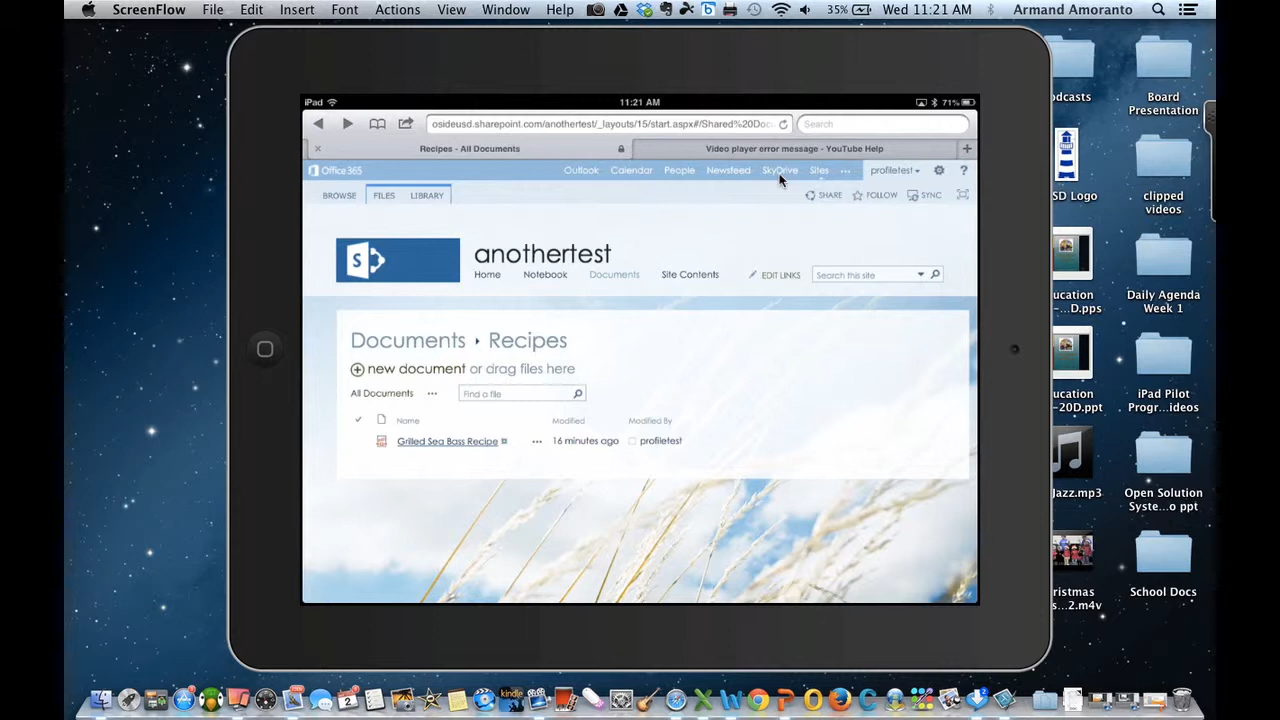 ScreenFlow File Edit Insert Font Actions View Window Help 35% Wed 11:21 AM Armand Amoranto
iPad 11:21 AM 71%
osideusd.sharepoint.com/anothertest/_layouts/15/start.aspx#/Shared%20Doc Search
Recipes - All Documents Video player error message - YouTube Help
Office 365 Outlook Calendar People Newsfeed SkyDrive Sites ... profiletest ?
BROWSE FILES LIBRARY SHARE FOLLOW SYNC
S
anothertest
Home Notebook Documents Site Contents EDIT LINKS Search this site
Documents Recipes
new document or drag files here
All Documents ... Find a file
Name Modified Modified By
Grilled Sea Bass Recipe ... 16 minutes ago profiletest
odcasts
Board
Presentation
SD Logo
clipped
videos
ucation
-...D.pps
Daily Agenda
Week 1
ucation
-20D.ppt
iPad Pilot
Progr...ideos
Jazz.mp3
Open Solution
Syste...o ppt
hristmas
s...2.m4v
School Docs
kindle